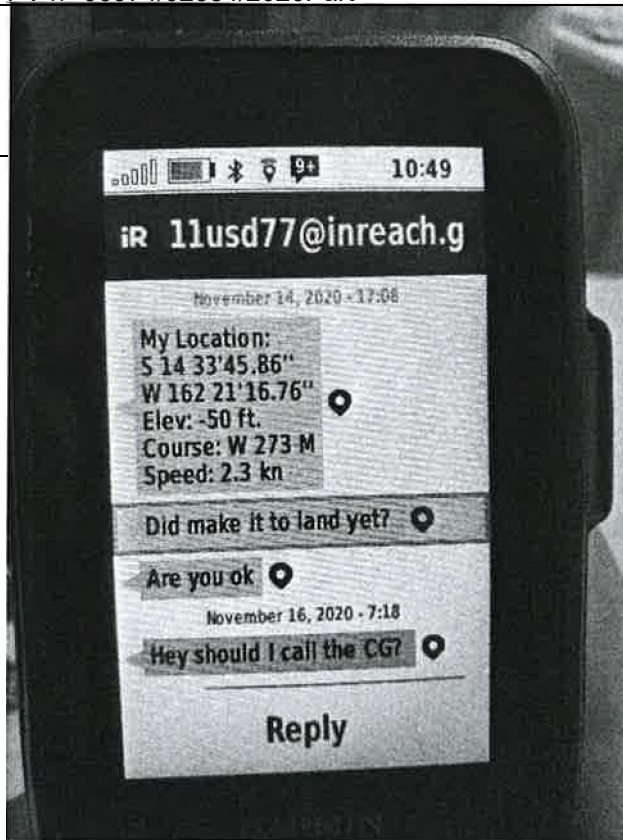 9+ 10:49
iR 11usd77@inreach.g
November 14, 2020 - 17:08
My Location:
S 14 33'45.86"
W 162 21'16.76"
Elev: -50 ft.
Course: W 273 M
Speed: 2.3 kn
Did make it to land yet?
Are you ok
November 16, 2020 - 7:18
Hey should I call the CG?
Reply